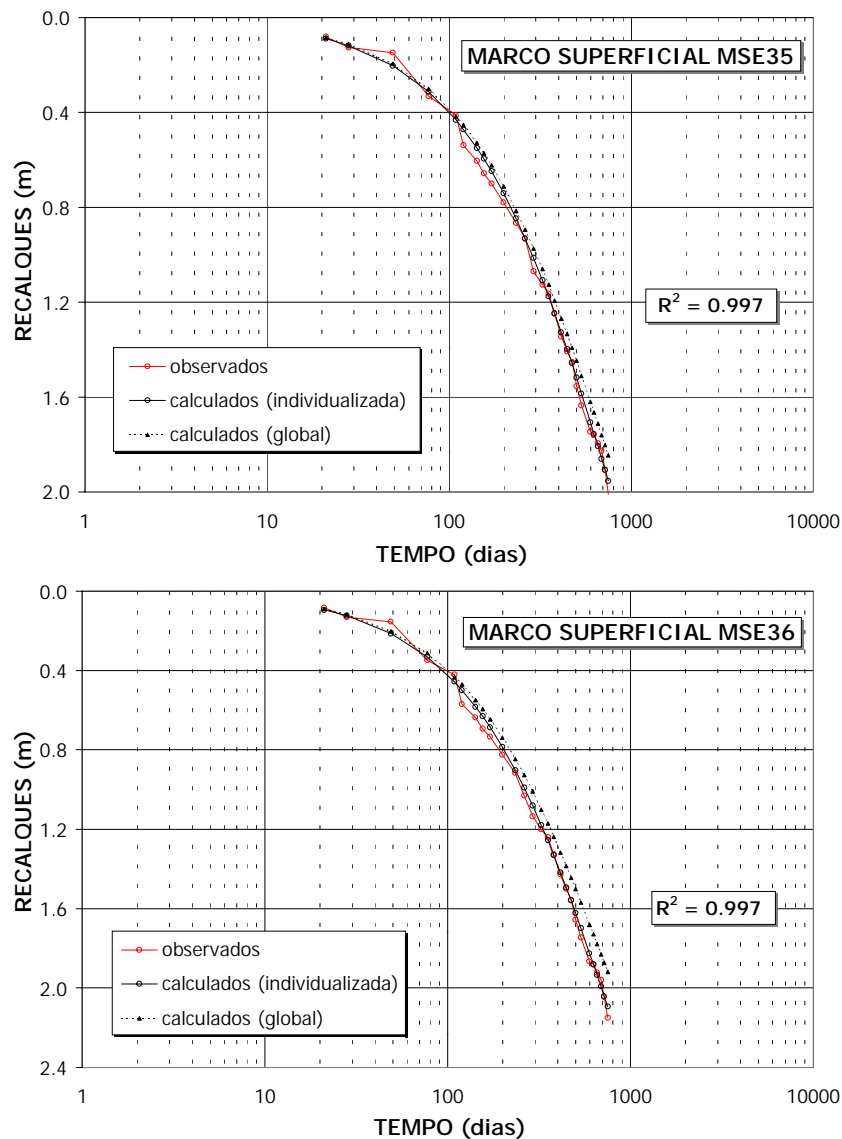 0.0
0.4
0.8
1.2
1.6
2.0
RECALQUES (m)
MARCO SUPERFICIAL MSE35
R² = 0.997
observados
calculados (individualizada)
calculados (global)
1
10
100
1000
10000
TEMPO (dias)
0.0
0.4
0.8
1.2
1.6
2.0
2.4
RECALQUES (m)
MARCO SUPERFICIAL MSE36
R² = 0.997
observados
calculados (individualizada)
calculados (global)
1
10
100
1000
10000
TEMPO (dias)